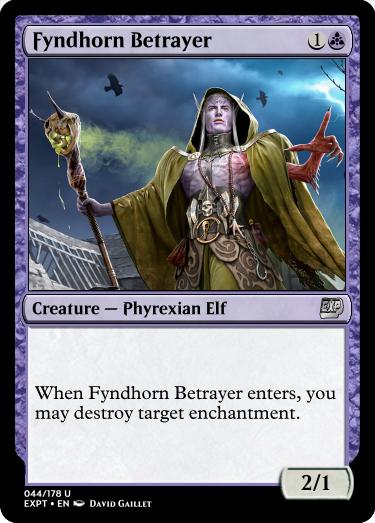 Fyndhorn Betrayer 1
Creature — Phyrexian Elf EXP
When Fyndhorn Betrayer enters, you
may destroy target enchantment.
2/1
044/178 U
EXPT • EN DAVID GAILLET